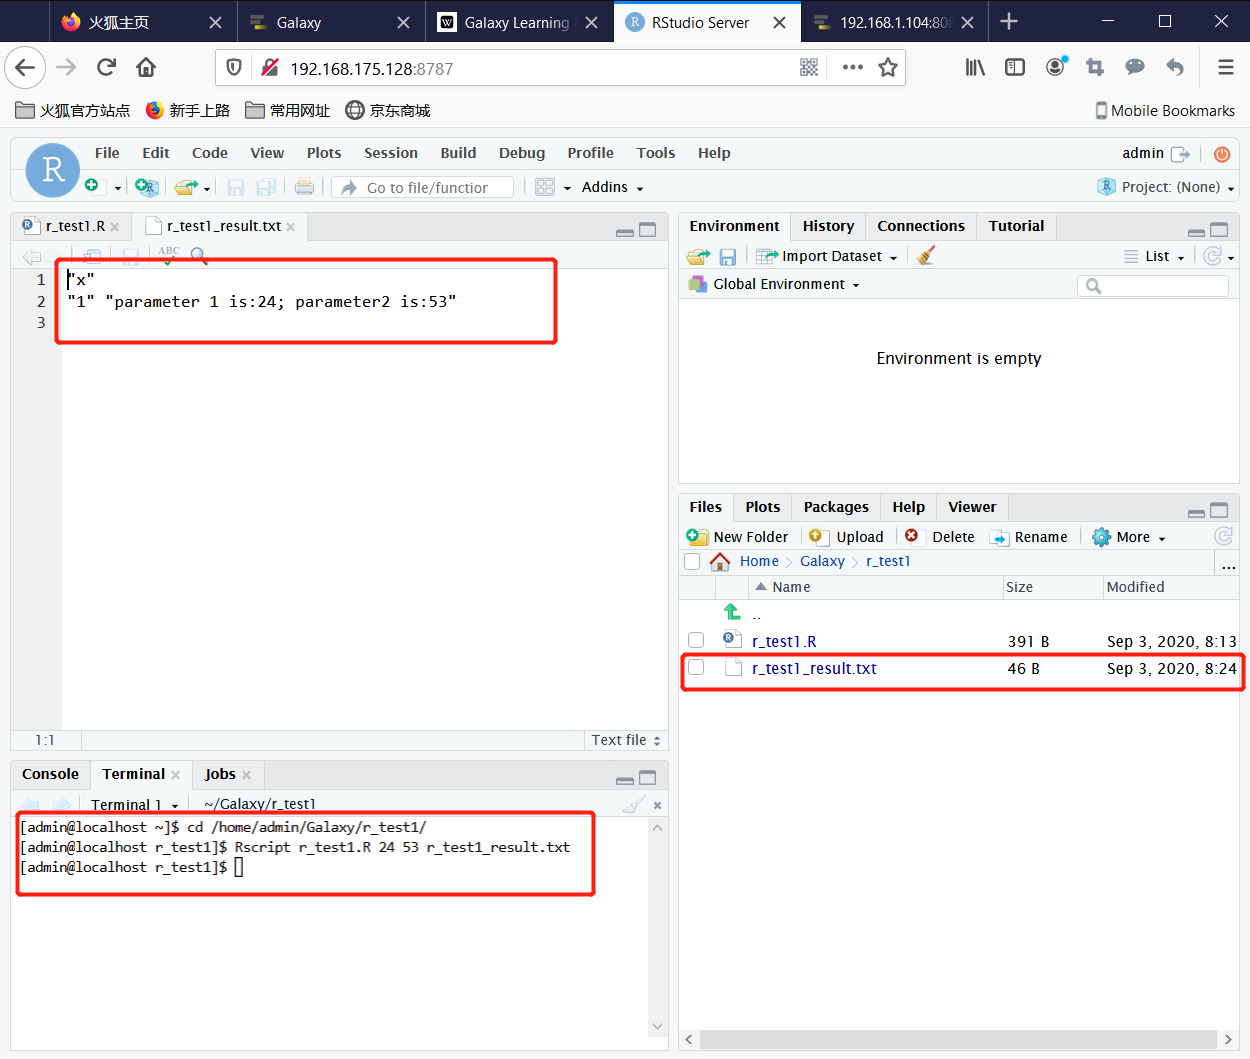 火狐主页
Galaxy
Galaxy Learning
RStudio Server
192.168.1.104:80
192.168.175.128:8787
火狐官方站点
新手上路
常用网址
京东商城
Mobile Bookmarks
File Edit Code View Plots Session Build Debug Profile Tools Help
admin
Go to file/function
Addins
Project: (None)
r_test1.R
r_test1_result.txt
ABC
1 "x"
2 "1" "parameter 1 is:24; parameter2 is:53"
3
1:1
Text file
Console Terminal Jobs
Terminal 1
~/Galaxy/r_test1
[admin@localhost ~]$ cd /home/admin/Galaxy/r_test1/
[admin@localhost r_test1]$ Rscript r_test1.R 24 53 r_test1_result.txt
[admin@localhost r_test1]$
Environment History Connections Tutorial
Import Dataset
List
Global Environment
Environment is empty
Files Plots Packages Help Viewer
New Folder Upload Delete Rename More
Home Galaxy r_test1
...
Name Size Modified
..
r_test1.R 391 B Sep 3, 2020, 8:13
r_test1_result.txt 46 B Sep 3, 2020, 8:24